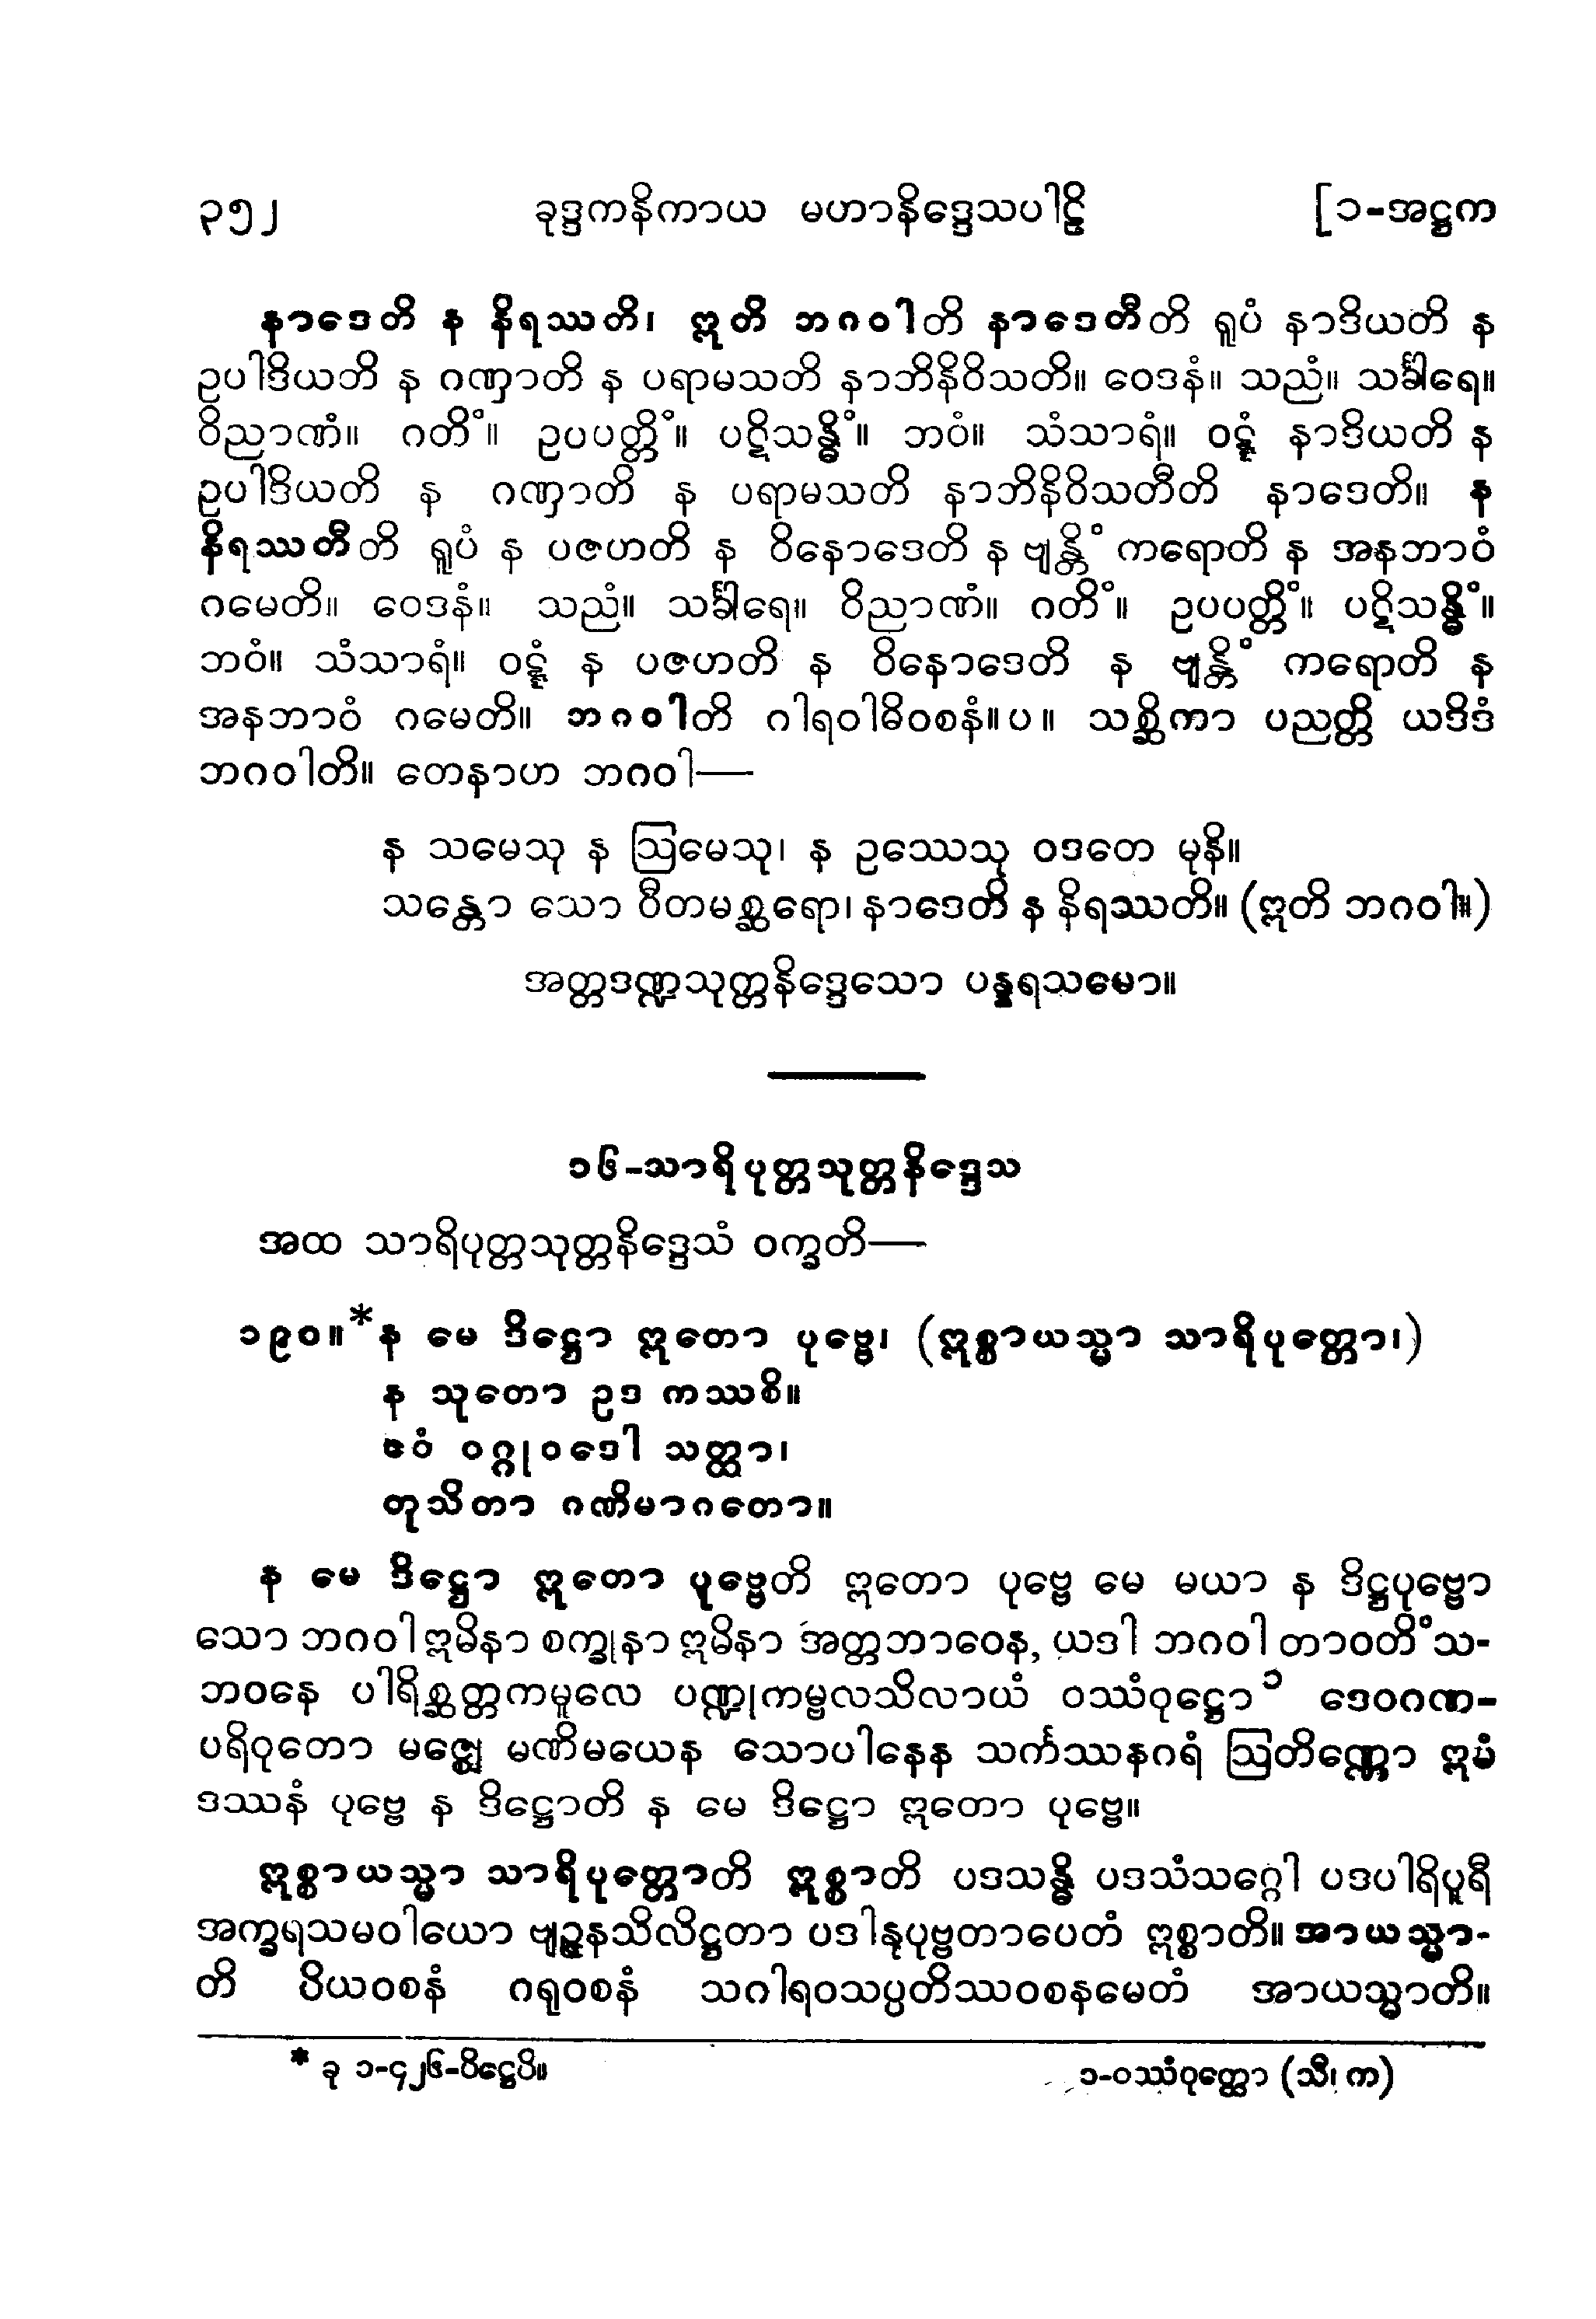 ၃၅၂ ခုဒ္ဒကနိကာယ မဟာနိဒ္ဒေသပါဠိ [၁-အဋ္ဌက
နာဒေတိ န နိရဿတိ၊ ဣတိ ဘဂဝါတိ နာဒေတီတိ ရူပံ နာဒိယတိ န
ဥပါဒိယတိ န ဂဏှာတိ န ပရာမသတိ နာဘိနိဝိသတိ။ ဝေဒနံ။ သညံ။ သင်္ခါရေ။
ဝိညာဏံ။ ဂတိံ။ ဥပပတ္တိံ။ ပဋိသန္ဓိံ။ ဘဝံ။ သံသာရံ။ ဝဋ္ဋံ နာဒိယတိ န
ဥပါဒိယတိ န ဂဏှာတိ န ပရာမသတိ နာဘိနိဝိသတီတိ နာဒေတိ။ န
နိရဿတီတိ ရူပံ န ပဇဟတိ န ဝိနောဒေတိ န ဗျန္တိံ ကရောတိ န အနဘာဝံ
ဂမေတိ။ ဝေဒနံ။ သညံ။ သင်္ခါရေ။ ဝိညာဏံ။ ဂတိံ။ ဥပပတ္တိံ။ ပဋိသန္ဓိံ။
ဘဝံ။ သံသာရံ။ ဝဋ္ဋံ န ပဇဟတိ န ဝိနောဒေတိ န ဗျန္တိံ ကရောတိ န
အနဘာဝံ ဂမေတိ။ ဘဂဝါတိ ဂါရဝါဓိဝစနံ။ပ။ သစ္ဆိကာ ပညတ္တိ ယဒိဒံ
ဘဂဝါတိ။ တေနာဟ ဘဂဝါ—
န သမေသု န ဩမေသု၊ န ဥဿေသု ဝဒတေ မုနိ။
သန္တော သော ဝီတမစ္ဆရော၊ နာဒေတိ န နိရဿတိ။ (ဣတိ ဘဂဝါ။)
အတ္တဒဏ္ဍသုတ္တနိဒ္ဒေသော ပန္နရသမော။
၁၆-သာရိပုတ္တသုတ္တနိဒ္ဒေသ
အထ သာရိပုတ္တသုတ္တနိဒ္ဒေသံ ဝက္ခတိ—
၁၉၀။*န မေ ဒိဋ္ဌော ဣတော ပုဗ္ဗေ၊ (ဣစ္စာယသ္မာ သာရိပုတ္တော၊)
န သုတော ဥဒ ကဿစိ။
ဧဝံ ဝဂ္ဂုဝဒေါ သတ္ထာ၊
တုသိတာ ဂဏိမာဂတော။
န မေ ဒိဋ္ဌော ဣတော ပုဗ္ဗေတိ ဣတော ပုဗ္ဗေ မေ မယာ န ဒိဋ္ဌပုဗ္ဗော
သော ဘဂဝါ ဣမိနာ စက္ခုနာ ဣမိနာ အတ္တဘာဝေန, ယဒါ ဘဂဝါ တာဝတိံသ-
ဘဝနေ ပါရိစ္ဆတ္တကမူလေ ပဏ္ဍုကမ္ဗလသိလာယံ ဝဿံဝုဋ္ဌော ၁ ဒေဝဂဏ-
ပရိဝုတော မဇ္ဈေ မဏိမယေန သောပါနေန သင်္ကဿနဂရံ ဩတိဏ္ဏော ဣမံ
ဒဿနံ ပုဗ္ဗေ န ဒိဋ္ဌောတိ န မေ ဒိဋ္ဌော ဣတော ပုဗ္ဗေ။
ဣစ္စာယသ္မာ သာရိပုတ္တောတိ ဣစ္စာတိ ပဒသန္ဓိ ပဒသံသဂ္ဂေါ ပဒပါရိပူရီ
အက္ခရသမဝါယော ဗျဉ္ဇနသိလိဋ္ဌတာ ပဒါနုပုဗ္ဗတာပေတံ ဣစ္စာတိ။ အာယသ္မာ-
တိ ပိယဝစနံ ဂရုဝစနံ သဂါရဝသပ္ပတိဿဝစနမေတံ အာယသ္မာတိ။
* ခု ၁-၄၂၆-ပိဋ္ဌေပိ။ ၁-ဝဿံဝုတ္ထော (သီ၊ က)